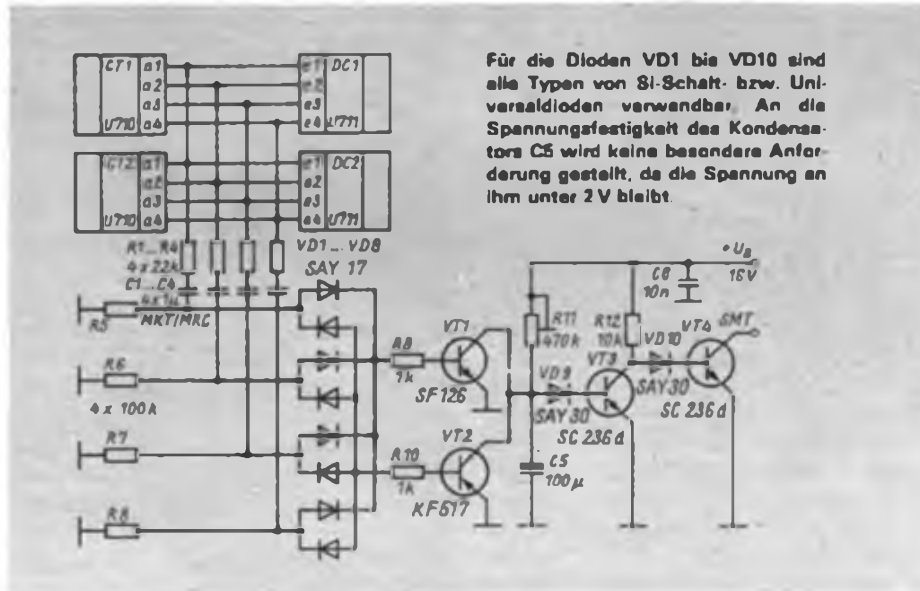 Für die Dioden VD1 bis VD10 sind
alle Typen von Si-Schalt- bzw. Uni-
versaldioden verwendbar. An die
Spannungsfestigkeit des Kondensa-
tors C5 wird keine besondere Anfor-
derung gestellt, da die Spannung an
ihm unter 2 V bleibt.
CT1 a1 e1 DC1
a2 e2
a3 e3
U710 a4 e4 U711
CT2 a1 e1 DC2
a2 e2
a3 e3
U710 a4 e4 U711
R1...R4
4 x 22k
C1...C4
4x1µ
MKT/MRC
VD1...VD8
SAY 17
R5
R6
4 x 100k
R7
R8
R9
1k
VT1
SF126
R10
1k
VT2
KF517
R11
470k
VD9
SAY30
C5
100µ
R12
10k
VT3
SC 236d
C6
10n
+U
16V
VD10
SAY30
VT4
SC 236d
SMT